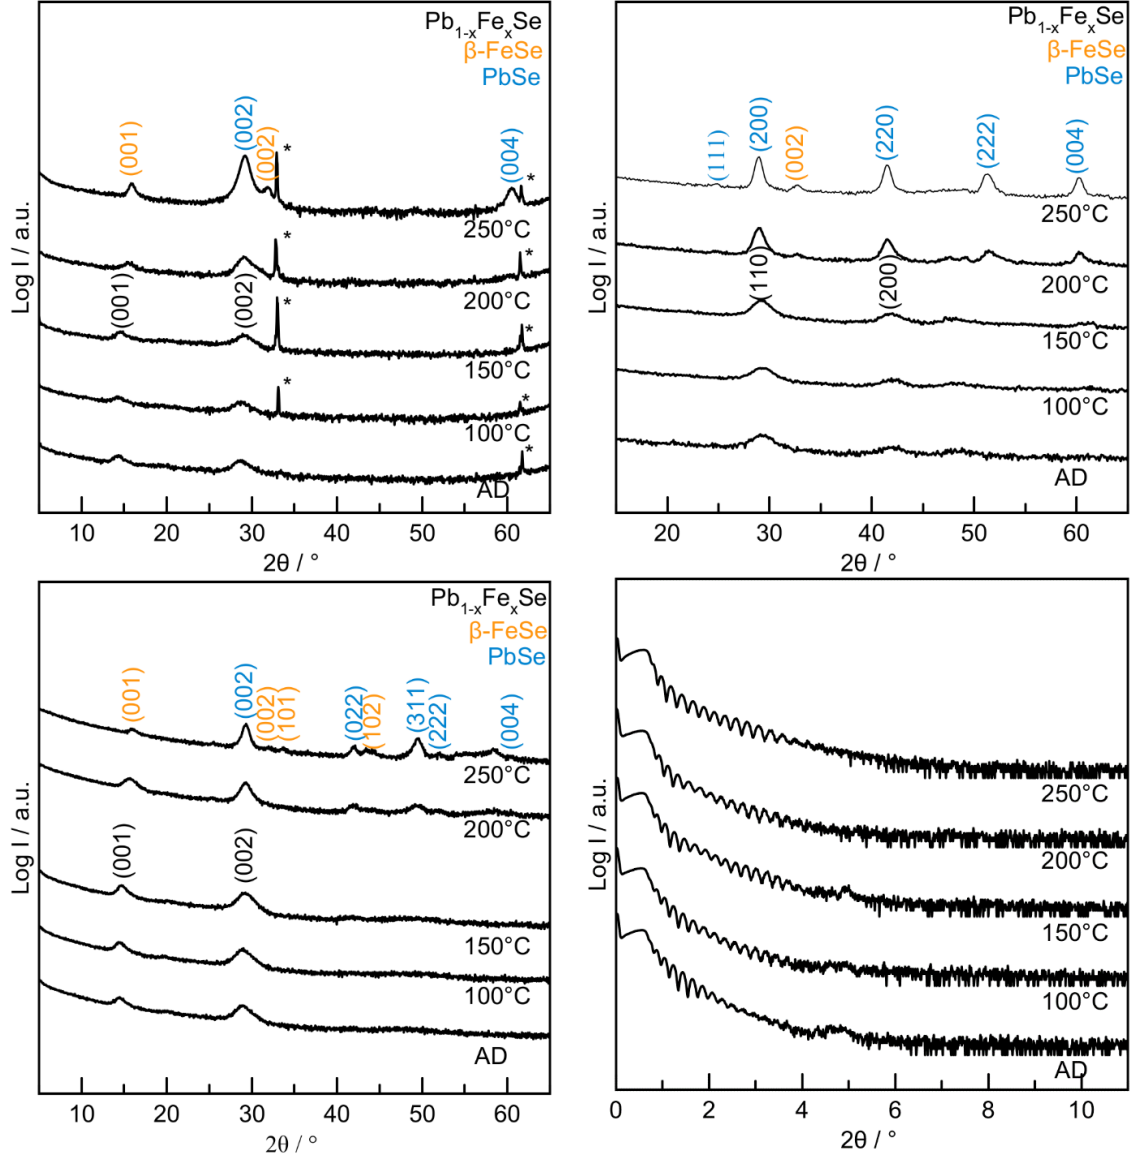 Pb1-xFexSe
β-FeSe
PbSe
(001)
(002)
(002)
*
(004)
*
250°C
*
*
200°C
(001)
(002)
*
*
150°C
*
*
100°C
*
AD
Log I / a.u.
10 20 30 40 50 60
2θ / °
Pb1-xFexSe
β-FeSe
PbSe
(111)
(200)
(002)
(220)
(222)
(004)
250°C
200°C
(110)
(200)
150°C
100°C
AD
Log I / a.u.
20 30 40 50 60
2θ / °
Pb1-xFexSe
β-FeSe
PbSe
(001)
(002)
(002)
(101)
(022)
(102)
(311)
(222)
(004)
250°C
200°C
(001)
(002)
150°C
100°C
AD
Log I / a.u.
10 20 30 40 50 60
2θ / °
250°C
200°C
150°C
100°C
AD
Log I / a.u.
0 2 4 6 8 10
2θ / °